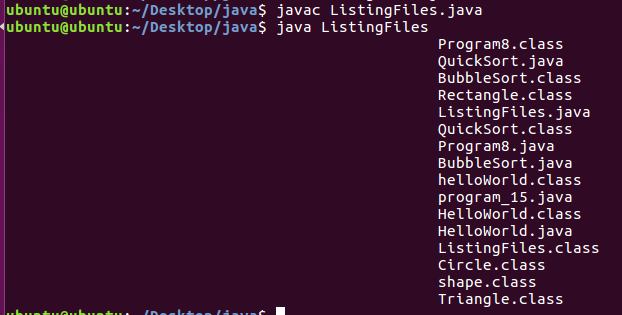 ubuntu@ubuntu:~/Desktop/java$ javac ListingFiles.java
ubuntu@ubuntu:~/Desktop/java$ java ListingFiles
Program8.class
QuickSort.java
BubbleSort.class
Rectangle.class
ListingFiles.java
QuickSort.class
Program8.java
BubbleSort.java
helloWorld.class
program_15.java
HelloWorld.class
HelloWorld.java
ListingFiles.class
Circle.class
shape.class
Triangle.class
ubuntu@ubuntu:~/Desktop/java$